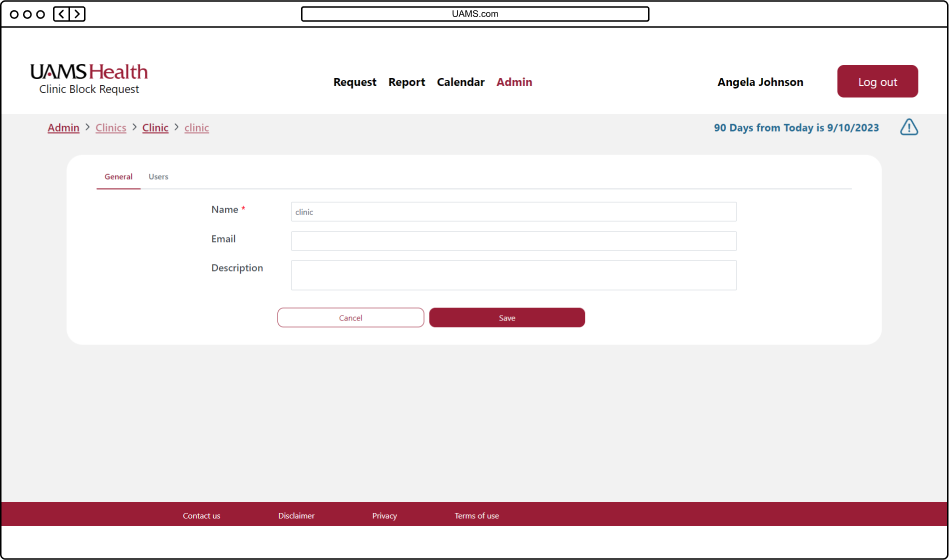 UAMS.com
UAMS Health
Clinic Block Request
Request Report Calendar Admin
Angela Johnson
Log out
Admin > Clinics > Clinic > clinic
90 Days from Today is 9/10/2023
General Users
Name *
clinic
Email
Description
Cancel Save
Contact us Disclaimer Privacy Terms of use